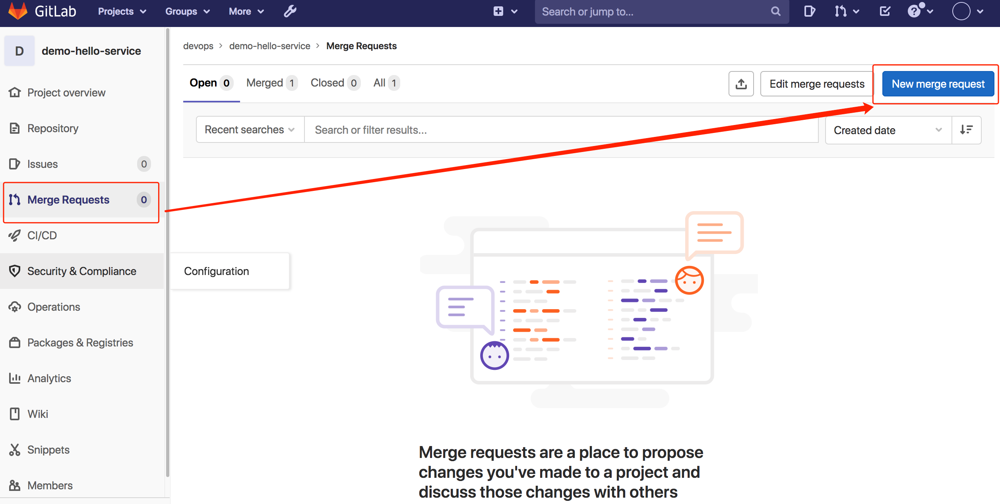 GitLab Projects Groups More Search or jump to...
D demo-hello-service
devops > demo-hello-service > Merge Requests
Open 0 Merged 1 Closed 0 All 1 Edit merge requests New merge request
Recent searches Search or filter results... Created date
Project overview
Repository
Issues 0
Merge Requests 0
CI/CD
Security & Compliance
Configuration
Operations
Packages & Registries
Analytics
Wiki
Snippets
Members
Merge requests are a place to propose
changes you've made to a project and
discuss those changes with others